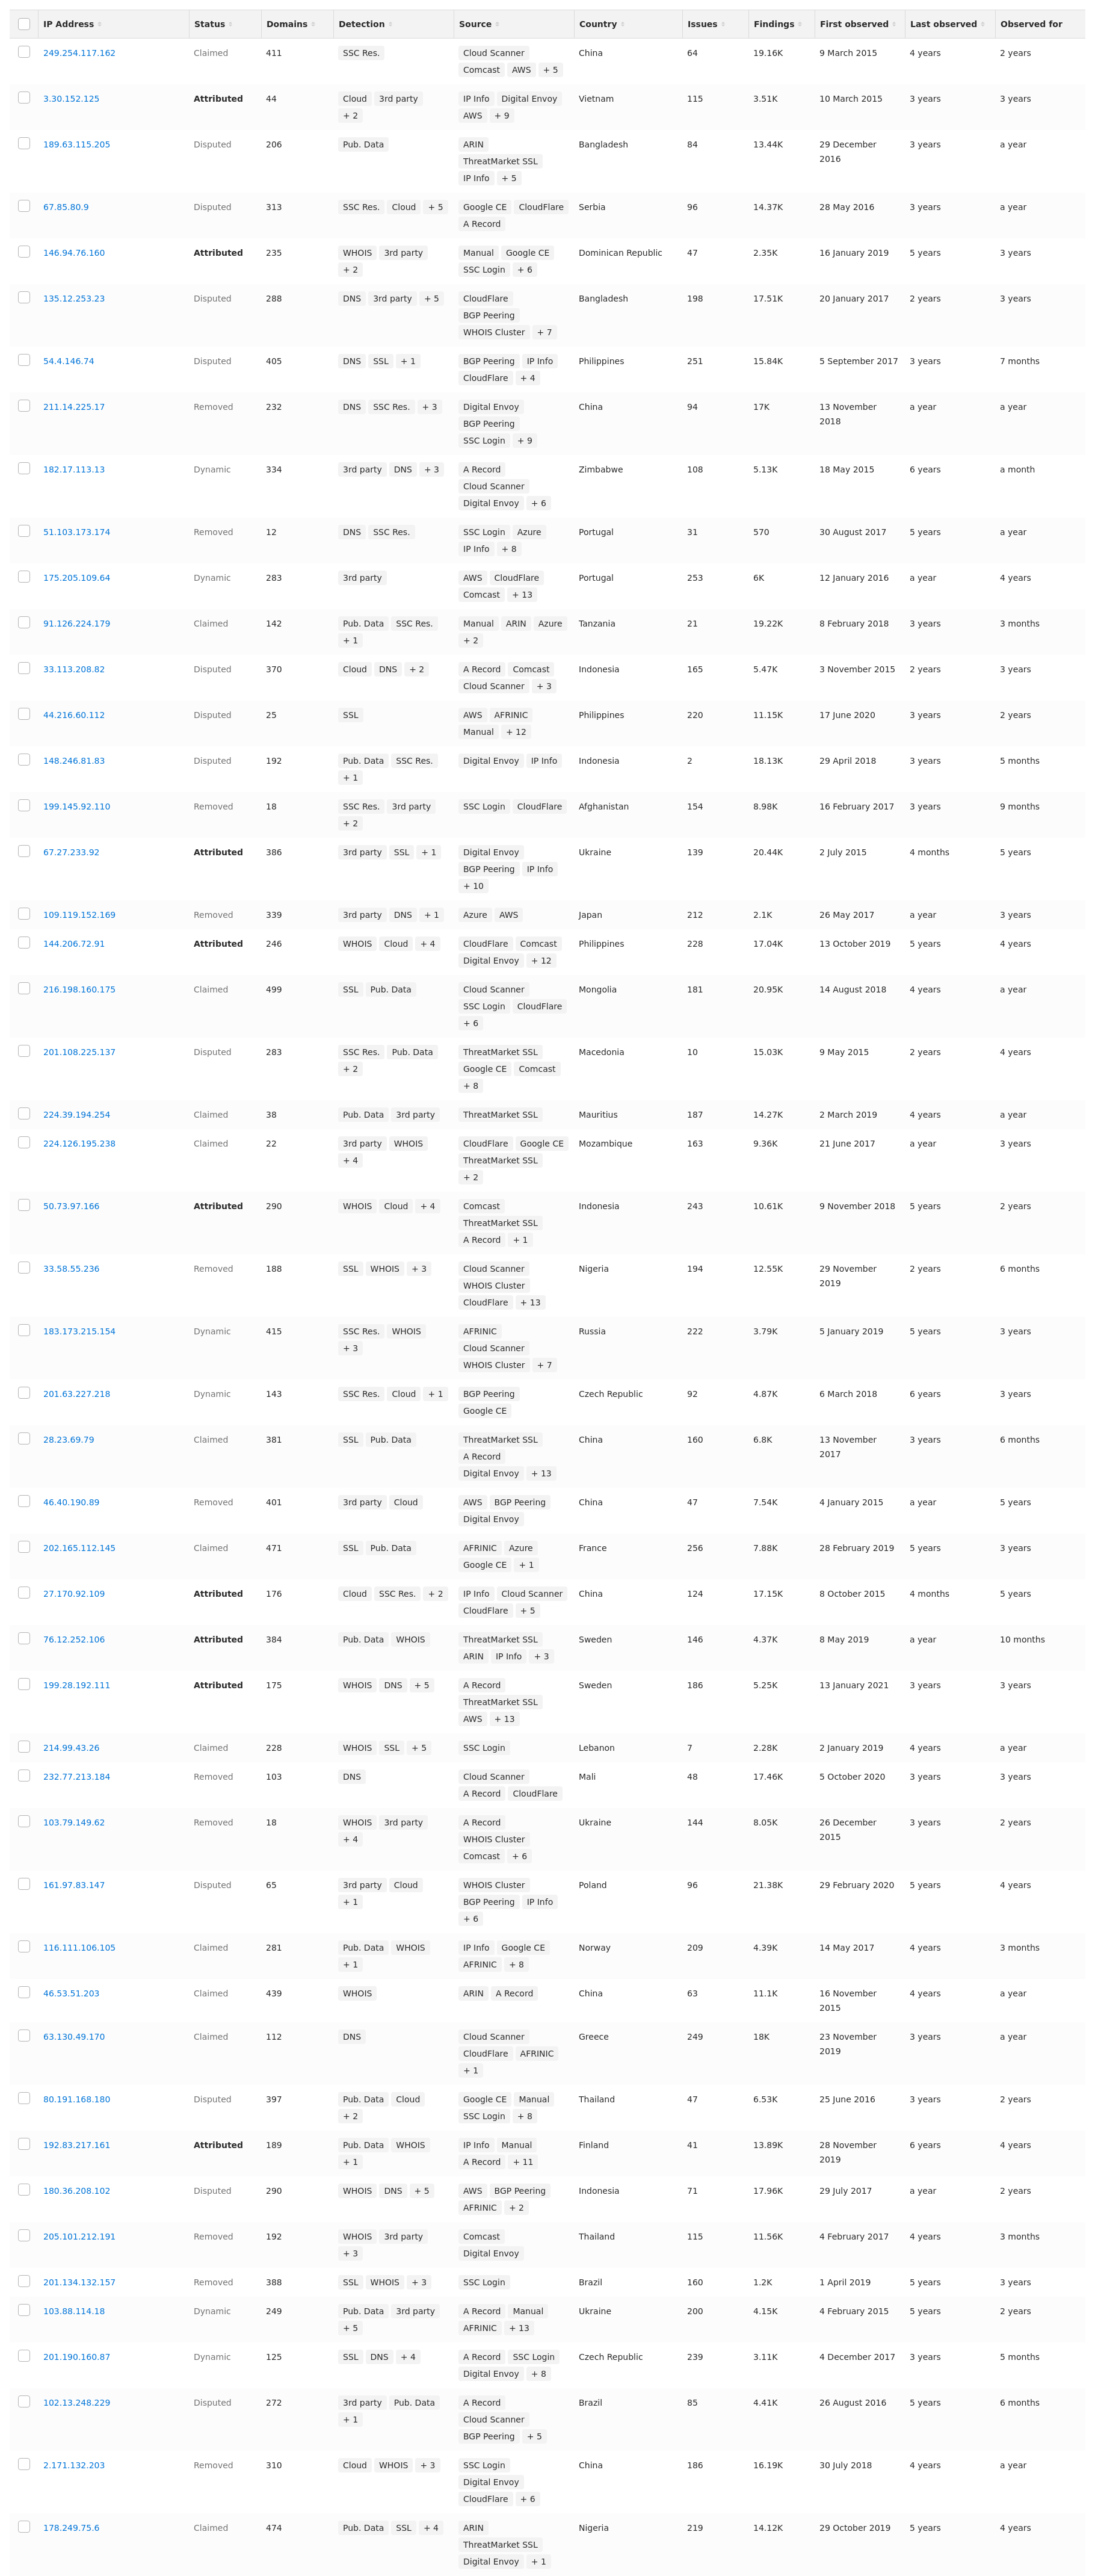 IP Address Status Domains Detection Source Country Issues Findings First observed Last observed Observed for
249.254.117.162 Claimed 411 SSC Res. Cloud Scanner China 64 19.16K 9 March 2015 4 years 2 years
Comcast AWS + 5
3.30.152.125 Attributed 44 Cloud 3rd party IP Info Digital Envoy Vietnam 115 3.51K 10 March 2015 3 years 3 years
+ 2 AWS + 9
189.63.115.205 Disputed 206 Pub. Data ARIN Bangladesh 84 13.44K 29 December 3 years a year
ThreatMarket SSL 2016
IP Info + 5
67.85.80.9 Disputed 313 SSC Res. Cloud + 5 Google CE CloudFlare Serbia 96 14.37K 28 May 2016 3 years a year
A Record
146.94.76.160 Attributed 235 WHOIS 3rd party Manual Google CE Dominican Republic 47 2.35K 16 January 2019 5 years 3 years
+ 2 SSC Login + 6
135.12.253.23 Disputed 288 DNS 3rd party + 5 CloudFlare Bangladesh 198 17.51K 20 January 2017 2 years 3 years
BGP Peering
WHOIS Cluster + 7
54.4.146.74 Disputed 405 DNS SSL + 1 BGP Peering IP Info Philippines 251 15.84K 5 September 2017 3 years 7 months
CloudFlare + 4
211.14.225.17 Removed 232 DNS SSC Res. + 3 Digital Envoy China 94 17K 13 November a year a year
BGP Peering 2018
SSC Login + 9
182.17.113.13 Dynamic 334 3rd party DNS + 3 A Record Zimbabwe 108 5.13K 18 May 2015 6 years a month
Cloud Scanner
Digital Envoy + 6
51.103.173.174 Removed 12 DNS SSC Res. SSC Login Azure Portugal 31 570 30 August 2017 5 years a year
IP Info + 8
175.205.109.64 Dynamic 283 3rd party AWS CloudFlare Portugal 253 6K 12 January 2016 a year 4 years
Comcast + 13
91.126.224.179 Claimed 142 Pub. Data SSC Res. Manual ARIN Azure Tanzania 21 19.22K 8 February 2018 3 years 3 months
+ 1 + 2
33.113.208.82 Disputed 370 Cloud DNS + 2 A Record Comcast Indonesia 165 5.47K 3 November 2015 2 years 3 years
Cloud Scanner + 3
44.216.60.112 Disputed 25 SSL AWS AFRINIC Philippines 220 11.15K 17 June 2020 3 years 2 years
Manual + 12
148.246.81.83 Disputed 192 Pub. Data SSC Res. Digital Envoy IP Info Indonesia 2 18.13K 29 April 2018 3 years 5 months
+ 1
199.145.92.110 Removed 18 SSC Res. 3rd party SSC Login CloudFlare Afghanistan 154 8.98K 16 February 2017 3 years 9 months
+ 2
67.27.233.92 Attributed 386 3rd party SSL + 1 Digital Envoy Ukraine 139 20.44K 2 July 2015 4 months 5 years
BGP Peering IP Info
+ 10
109.119.152.169 Removed 339 3rd party DNS + 1 Azure AWS Japan 212 2.1K 26 May 2017 a year 3 years
144.206.72.91 Attributed 246 WHOIS Cloud + 4 CloudFlare Comcast Philippines 228 17.04K 13 October 2019 5 years 4 years
Digital Envoy + 12
216.198.160.175 Claimed 499 SSL Pub. Data Cloud Scanner Mongolia 181 20.95K 14 August 2018 4 years a year
SSC Login CloudFlare
+ 6
201.108.225.137 Disputed 283 SSC Res. Pub. Data ThreatMarket SSL Macedonia 10 15.03K 9 May 2015 2 years 4 years
+ 2 Google CE Comcast
+ 8
224.39.194.254 Claimed 38 Pub. Data 3rd party ThreatMarket SSL Mauritius 187 14.27K 2 March 2019 4 years a year
224.126.195.238 Claimed 22 3rd party WHOIS CloudFlare Google CE Mozambique 163 9.36K 21 June 2017 a year 3 years
+ 4 ThreatMarket SSL
+ 2
50.73.97.166 Attributed 290 WHOIS Cloud + 4 Comcast Indonesia 243 10.61K 9 November 2018 5 years 2 years
ThreatMarket SSL
A Record + 1
33.58.55.236 Removed 188 SSL WHOIS + 3 Cloud Scanner Nigeria 194 12.55K 29 November 2 years 6 months
WHOIS Cluster 2019
CloudFlare + 13
183.173.215.154 Dynamic 415 SSC Res. WHOIS AFRINIC Russia 222 3.79K 5 January 2019 5 years 3 years
+ 3 Cloud Scanner
WHOIS Cluster + 7
201.63.227.218 Dynamic 143 SSC Res. Cloud + 1 BGP Peering Czech Republic 92 4.87K 6 March 2018 6 years 3 years
Google CE
28.23.69.79 Claimed 381 SSL Pub. Data ThreatMarket SSL China 160 6.8K 13 November 3 years 6 months
A Record 2017
Digital Envoy + 13
46.40.190.89 Removed 401 3rd party Cloud AWS BGP Peering China 47 7.54K 4 January 2015 a year 5 years
Digital Envoy
202.165.112.145 Claimed 471 SSL Pub. Data AFRINIC Azure France 256 7.88K 28 February 2019 5 years 3 years
Google CE + 1
27.170.92.109 Attributed 176 Cloud SSC Res. + 2 IP Info Cloud Scanner China 124 17.15K 8 October 2015 4 months 5 years
CloudFlare + 5
76.12.252.106 Attributed 384 Pub. Data WHOIS ThreatMarket SSL Sweden 146 4.37K 8 May 2019 a year 10 months
ARIN IP Info + 3
199.28.192.111 Attributed 175 WHOIS DNS + 5 A Record Sweden 186 5.25K 13 January 2021 3 years 3 years
ThreatMarket SSL
AWS + 13
214.99.43.26 Claimed 228 WHOIS SSL + 5 SSC Login Lebanon 7 2.28K 2 January 2019 4 years a year
232.77.213.184 Removed 103 DNS Cloud Scanner Mali 48 17.46K 5 October 2020 3 years 3 years
A Record CloudFlare
103.79.149.62 Removed 18 WHOIS 3rd party A Record Ukraine 144 8.05K 26 December 3 years 2 years
+ 4 WHOIS Cluster 2015
Comcast + 6
161.97.83.147 Disputed 65 3rd party Cloud WHOIS Cluster Poland 96 21.38K 29 February 2020 5 years 4 years
+ 1 BGP Peering IP Info
+ 6
116.111.106.105 Claimed 281 Pub. Data WHOIS IP Info Google CE Norway 209 4.39K 14 May 2017 4 years 3 months
+ 1 AFRINIC + 8
46.53.51.203 Claimed 439 WHOIS ARIN A Record China 63 11.1K 16 November 4 years a year
2015
63.130.49.170 Claimed 112 DNS Cloud Scanner Greece 249 18K 23 November 3 years a year
CloudFlare AFRINIC 2019
+ 1
80.191.168.180 Disputed 397 Pub. Data Cloud Google CE Manual Thailand 47 6.53K 25 June 2016 3 years 2 years
+ 2 SSC Login + 8
192.83.217.161 Attributed 189 Pub. Data WHOIS IP Info Manual Finland 41 13.89K 28 November 6 years 4 years
+ 1 A Record + 11 2019
180.36.208.102 Disputed 290 WHOIS DNS + 5 AWS BGP Peering Indonesia 71 17.96K 29 July 2017 a year 2 years
AFRINIC + 2
205.101.212.191 Removed 192 WHOIS 3rd party Comcast Thailand 115 11.56K 4 February 2017 4 years 3 months
+ 3 Digital Envoy
201.134.132.157 Removed 388 SSL WHOIS + 3 SSC Login Brazil 160 1.2K 1 April 2019 5 years 3 years
103.88.114.18 Dynamic 249 Pub. Data 3rd party A Record Manual Ukraine 200 4.15K 4 February 2015 5 years 2 years
+ 5 AFRINIC + 13
201.190.160.87 Dynamic 125 SSL DNS + 4 A Record SSC Login Czech Republic 239 3.11K 4 December 2017 3 years 5 months
Digital Envoy + 8
102.13.248.229 Disputed 272 3rd party Pub. Data A Record Brazil 85 4.41K 26 August 2016 5 years 6 months
+ 1 Cloud Scanner
BGP Peering + 5
2.171.132.203 Removed 310 Cloud WHOIS + 3 SSC Login China 186 16.19K 30 July 2018 4 years a year
Digital Envoy
CloudFlare + 6
178.249.75.6 Claimed 474 Pub. Data SSL + 4 ARIN Nigeria 219 14.12K 29 October 2019 5 years 4 years
ThreatMarket SSL
Digital Envoy + 1